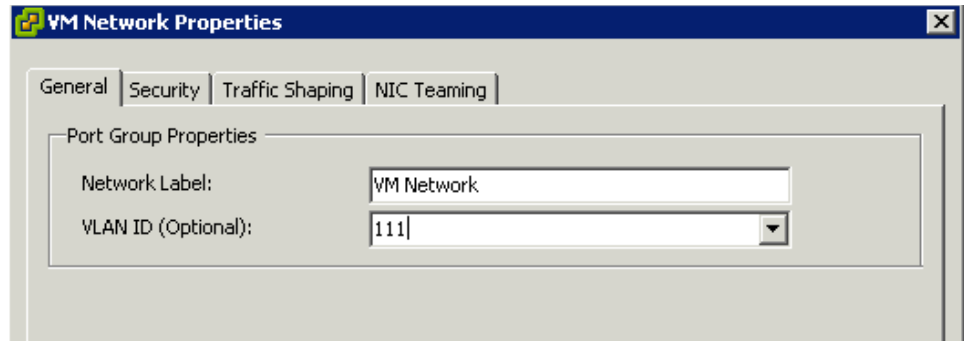 VM Network Properties
General Security Traffic Shaping NIC Teaming
Port Group Properties
Network Label: VM Network
VLAN ID (Optional): 111